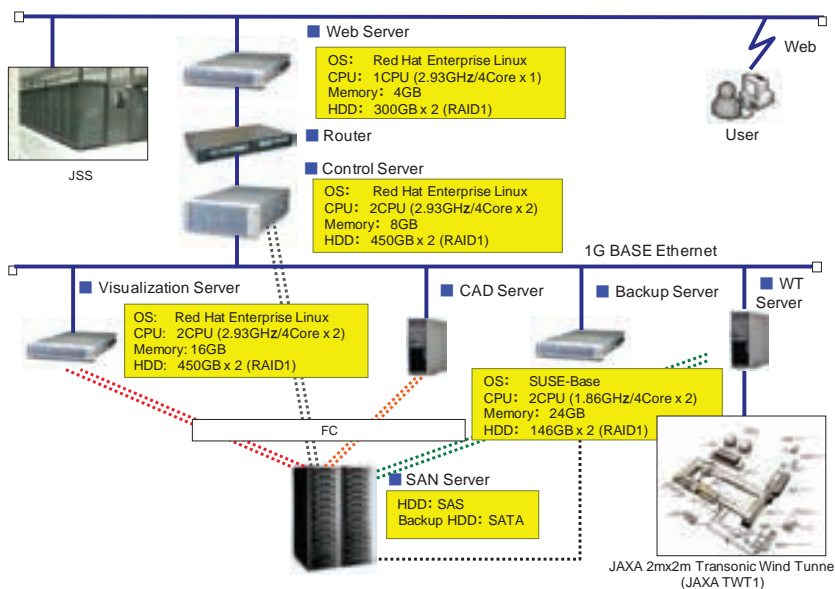 Web Server
OS: Red Hat Enterprise Linux
CPU: 1CPU (2.93GHz/4Core x 1)
Memory: 4GB
HDD: 300GB x 2 (RAID1)
Web
User
JSS
Router
Control Server
OS: Red Hat Enterprise Linux
CPU: 2CPU (2.93GHz/4Core x 2)
Memory: 8GB
HDD: 450GB x 2 (RAID1)
1G BASE Ethernet
Visualization Server
OS: Red Hat Enterprise Linux
CPU: 2CPU (2.93GHz/4Core x 2)
Memory: 16GB
HDD: 450GB x 2 (RAID1)
CAD Server
Backup Server
WT
Server
OS: SUSE-Base
CPU: 2CPU (1.86GHz/4Core x 2)
Memory: 24GB
HDD: 146GB x 2 (RAID1)
FC
SAN Server
HDD: SAS
Backup HDD: SATA
JAXA 2mx2m Transonic Wind Tunne
(JAXA TWT1)